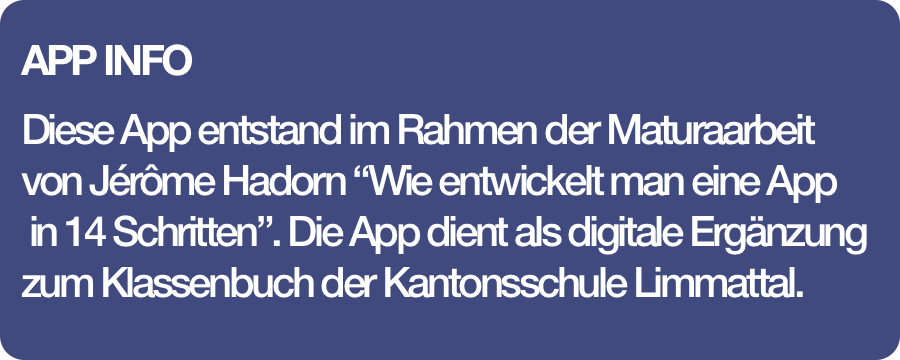 APP INFO
Diese App entstand im Rahmen der Maturaarbeit
von Jérôme Hadorn “Wie entwickelt man eine App
in 14 Schritten”. Die App dient als digitale Ergänzung
zum Klassenbuch der Kantonsschule Limmattal.